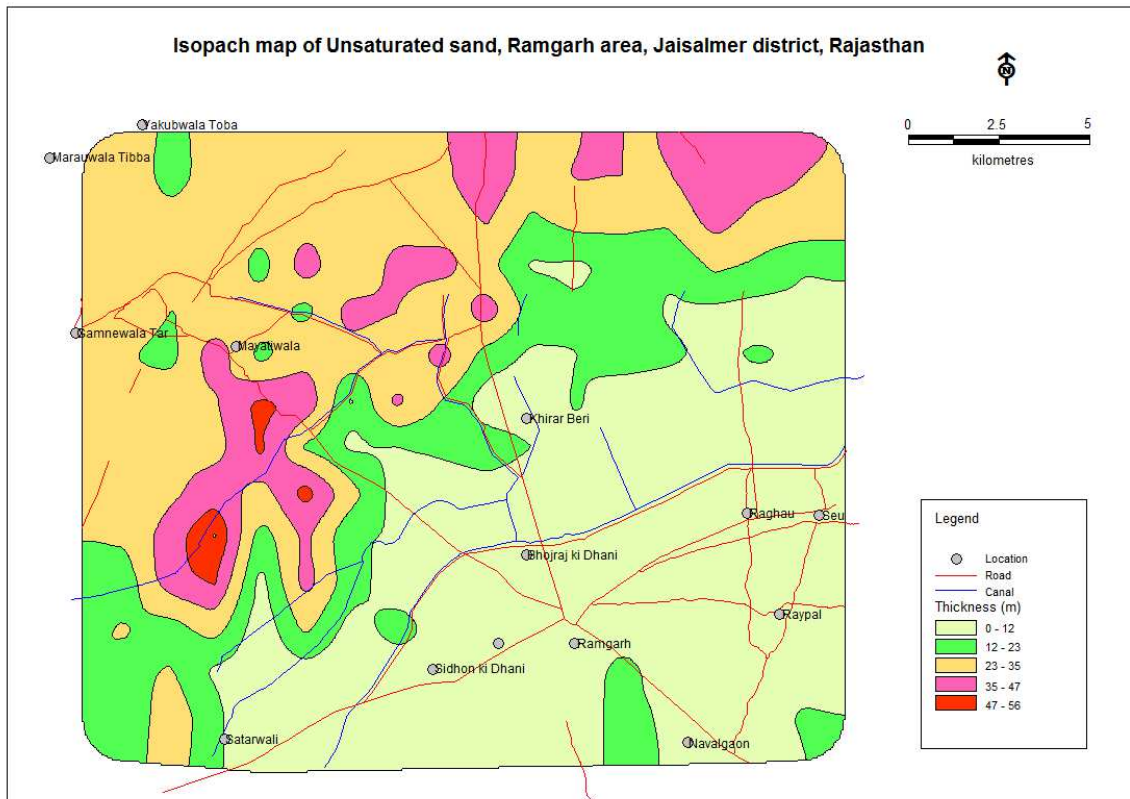 Isopach map of Unsaturated sand, Ramgarh area, Jaisalmer district, Rajasthan
N
0 2.5 5
kilometres
Yakubwala Toba
Marauwala Tibba
Samnewala Tar
Mayatiwala
Khirar Beri
Raghau
Seu
Bhojraj ki Dhani
Raypal
Ramgarh
Sidhon ki Dhani
Satarwali
Navalgaon
Legend
Location
Road
Canal
Thickness (m)
0 - 12
12 - 23
23 - 35
35 - 47
47 - 56